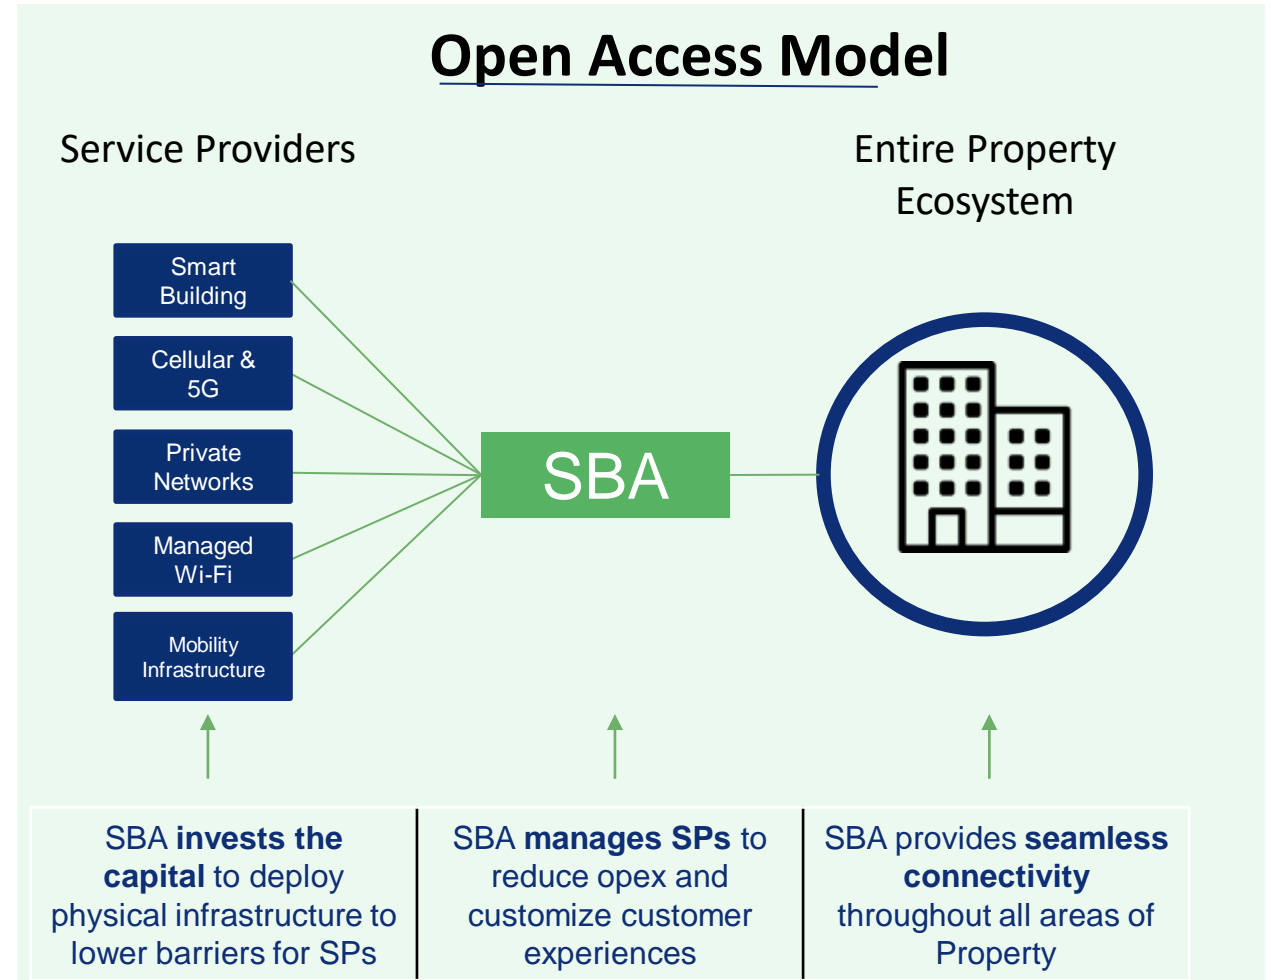 Open Access Model
Service Providers
Entire Property
Ecosystem
Smart
Building
Cellular &
5G
Private
Networks
Managed
Wi-Fi
Mobility
Infrastructure
SBA
SBA invests the
capital to deploy
physical infrastructure to
lower barriers for SPs
SBA manages SPs to
reduce opex and
customize customer
experiences
SBA provides seamless
connectivity
throughout all areas of
Property